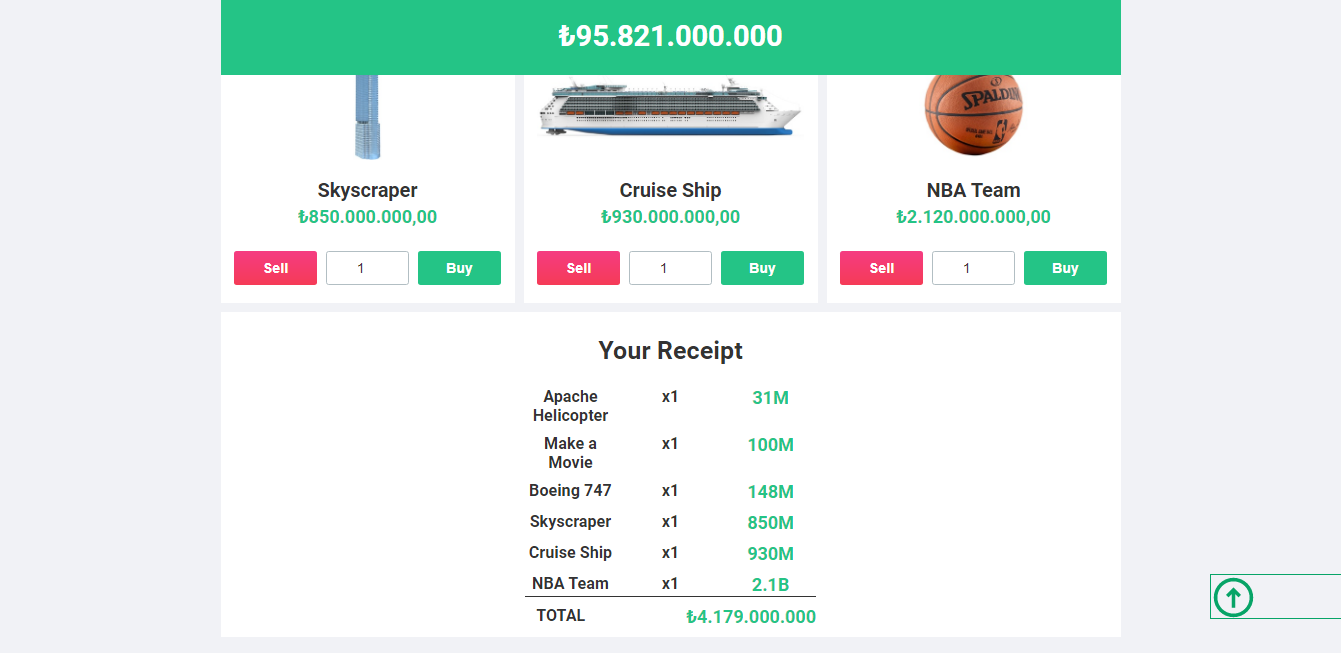 ₺95.821.000.000
SPALDING
Skyscraper
₺850.000.000,00
Sell 1 Buy
Cruise Ship
₺930.000.000,00
Sell 1 Buy
NBA Team
₺2.120.000.000,00
Sell 1 Buy
Your Receipt
Apache
Helicopter x1 31M
Make a
Movie x1 100M
Boeing 747 x1 148M
Skyscraper x1 850M
Cruise Ship x1 930M
NBA Team x1 2.1B
TOTAL ₺4.179.000.000